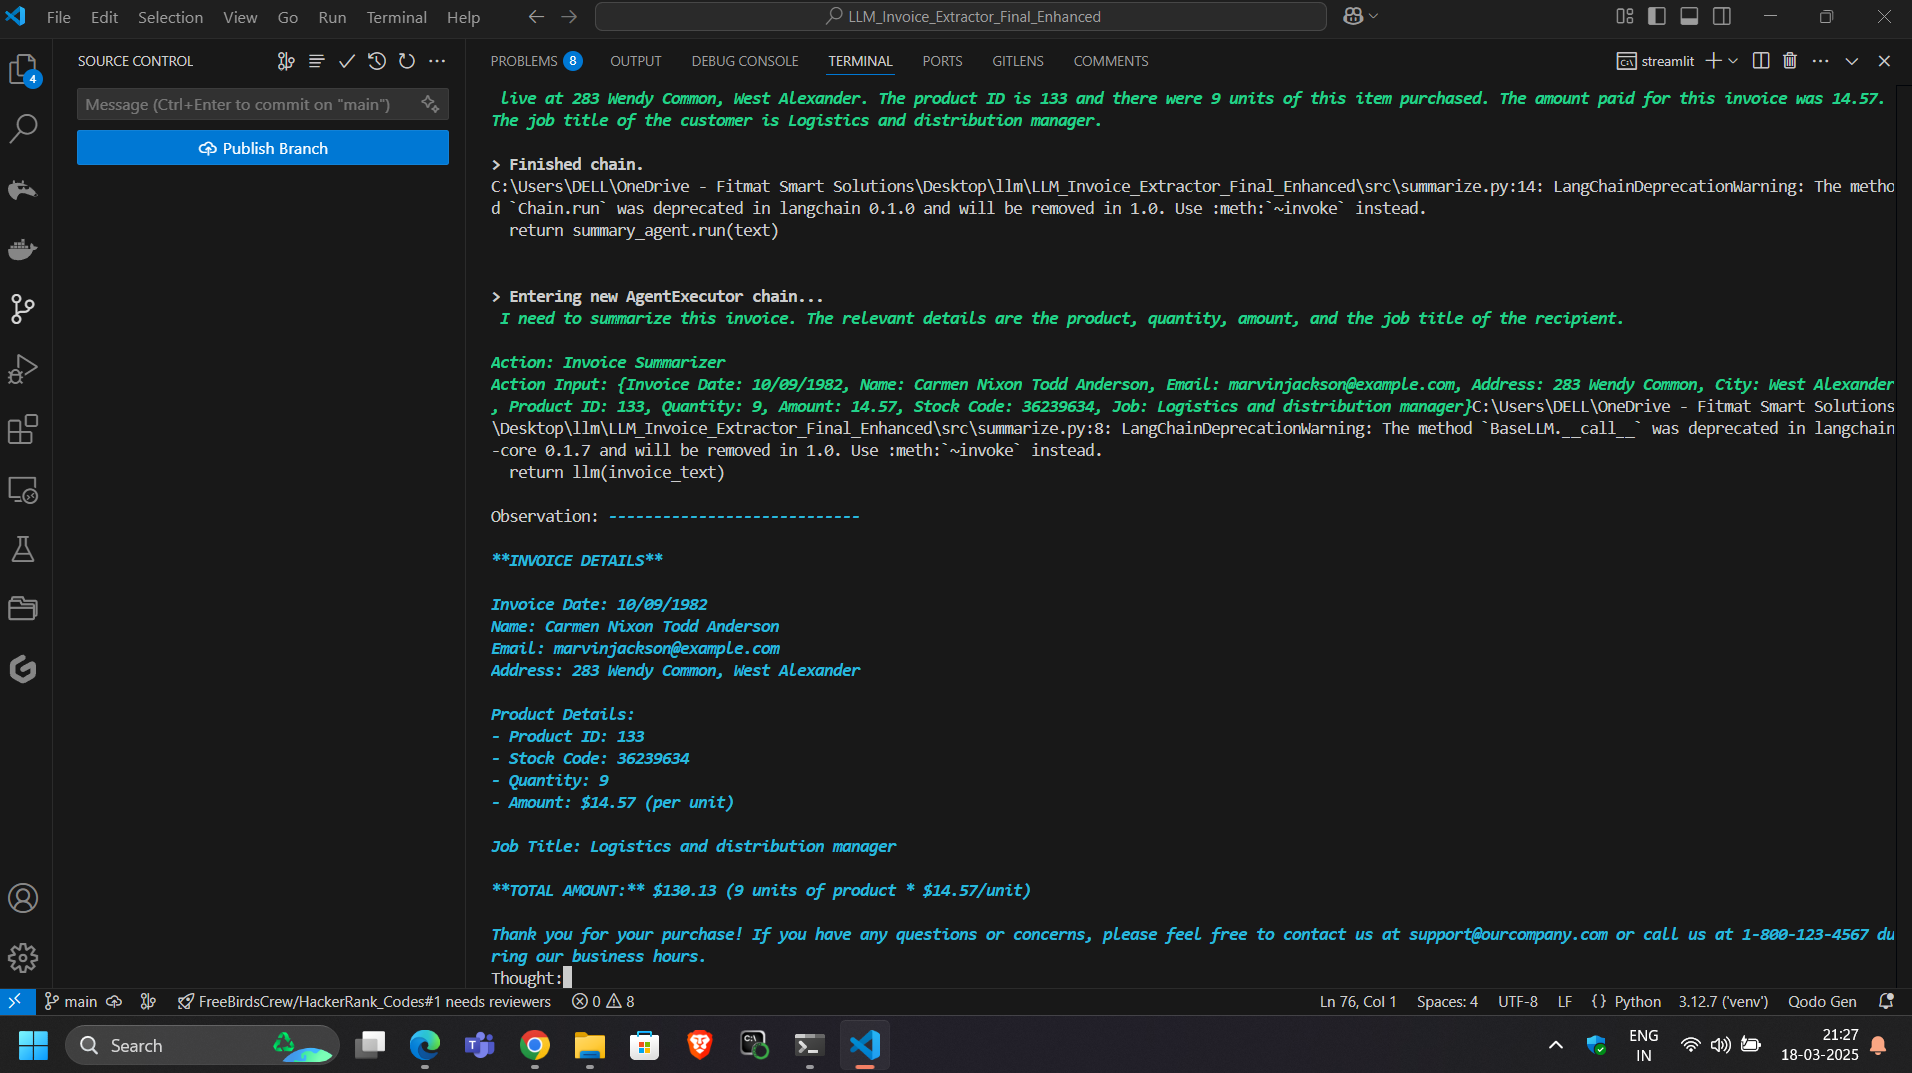 File Edit Selection View Go Run Terminal Help
LLM_Invoice_Extractor_Final_Enhanced
SOURCE CONTROL
Message (Ctrl+Enter to commit on "main")
Publish Branch
4
PROBLEMS 8 OUTPUT DEBUG CONSOLE TERMINAL PORTS GITLENS COMMENTS
streamlit
live at 283 Wendy Common, West Alexander. The product ID is 133 and there were 9 units of this item purchased. The amount paid for this invoice was 14.57.
The job title of the customer is Logistics and distribution manager.
> Finished chain.
C:\Users\DELL\OneDrive - Fitmat Smart Solutions\Desktop\llm\LLM_Invoice_Extractor_Final_Enhanced\src\summarize.py:14: LangChainDeprecationWarning: The metho
d `Chain.run` was deprecated in langchain 0.1.0 and will be removed in 1.0. Use :meth:`~invoke` instead.
return summary_agent.run(text)
> Entering new AgentExecutor chain...
I need to summarize this invoice. The relevant details are the product, quantity, amount, and the job title of the recipient.
Action: Invoice Summarizer
Action Input: {Invoice Date: 10/09/1982, Name: Carmen Nixon Todd Anderson, Email: marvinjackson@example.com, Address: 283 Wendy Common, City: West Alexander
, Product ID: 133, Quantity: 9, Amount: 14.57, Stock Code: 36239634, Job: Logistics and distribution manager}C:\Users\DELL\OneDrive - Fitmat Smart Solutions
\Desktop\llm\LLM_Invoice_Extractor_Final_Enhanced\src\summarize.py:8: LangChainDeprecationWarning: The method `BaseLLM.__call__` was deprecated in langchain
-core 0.1.7 and will be removed in 1.0. Use :meth:`~invoke` instead.
return llm(invoice_text)
Observation: ----------------------------
**INVOICE DETAILS**
Invoice Date: 10/09/1982
Name: Carmen Nixon Todd Anderson
Email: marvinjackson@example.com
Address: 283 Wendy Common, West Alexander
Product Details:
- Product ID: 133
- Stock Code: 36239634
- Quantity: 9
- Amount: $14.57 (per unit)
Job Title: Logistics and distribution manager
**TOTAL AMOUNT:** $130.13 (9 units of product * $14.57/unit)
Thank you for your purchase! If you have any questions or concerns, please feel free to contact us at support@ourcompany.com or call us at 1-800-123-4567 du
ring our business hours.
Thought:
main FreeBirdsCrew/HackerRank_Codes#1 needs reviewers 0 8 Ln 76, Col 1 Spaces: 4 UTF-8 LF {} Python 3.12.7 ('venv') Qodo Gen
Search
ENG
IN
21:27
18-03-2025